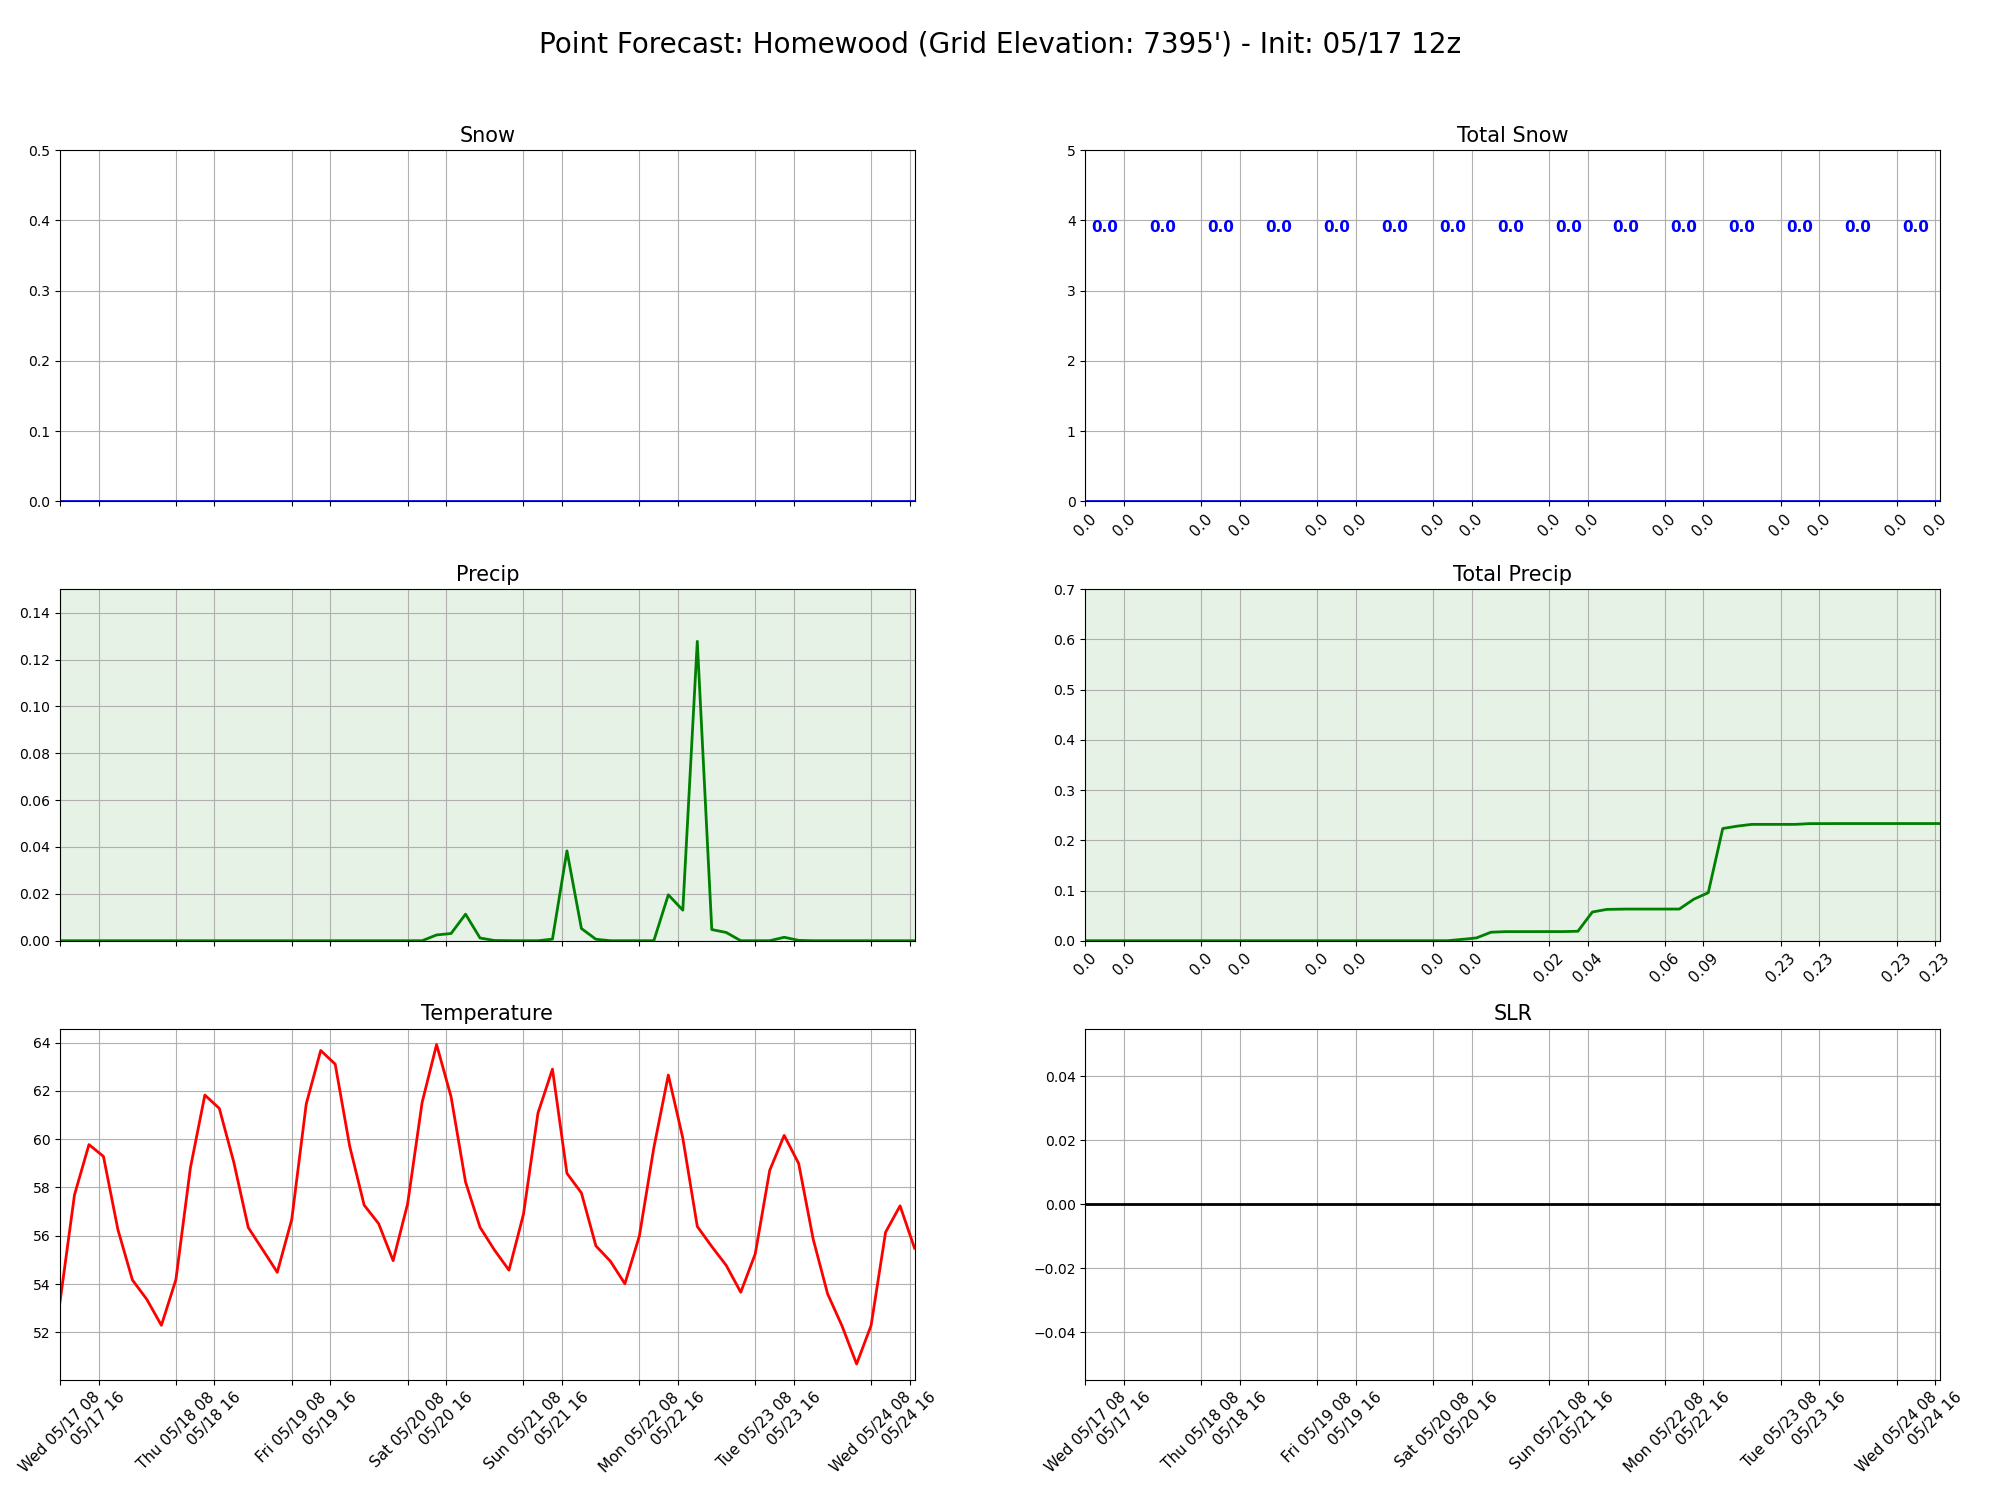 Point Forecast: Homewood (Grid Elevation: 7395') - Init: 05/17 12z
Snow
0.5
0.4
0.3
0.2
0.1
0.0
Total Snow
5
4
3
2
1
0
0.0 0.0 0.0 0.0 0.0 0.0 0.0 0.0 0.0 0.0 0.0 0.0 0.0 0.0 0.0
0.0 0.0 0.0 0.0 0.0 0.0 0.0 0.0 0.0 0.0 0.0 0.0 0.0 0.0 0.0 0.0
Precip
0.14
0.12
0.10
0.08
0.06
0.04
0.02
0.00
Total Precip
0.7
0.6
0.5
0.4
0.3
0.2
0.1
0.0
0.0 0.0 0.0 0.0 0.0 0.0 0.0 0.0 0.02 0.04 0.06 0.09 0.23 0.23 0.23 0.23
Temperature
64
62
60
58
56
54
52
Wed 05/17 08
05/17 16
Thu 05/18 08
05/18 16
Fri 05/19 08
05/19 16
Sat 05/20 08
05/20 16
Sun 05/21 08
05/21 16
Mon 05/22 08
05/22 16
Tue 05/23 08
05/23 16
Wed 05/24 08
05/24 16
SLR
0.04
0.02
0.00
−0.02
−0.04
Wed 05/17 08
05/17 16
Thu 05/18 08
05/18 16
Fri 05/19 08
05/19 16
Sat 05/20 08
05/20 16
Sun 05/21 08
05/21 16
Mon 05/22 08
05/22 16
Tue 05/23 08
05/23 16
Wed 05/24 08
05/24 16